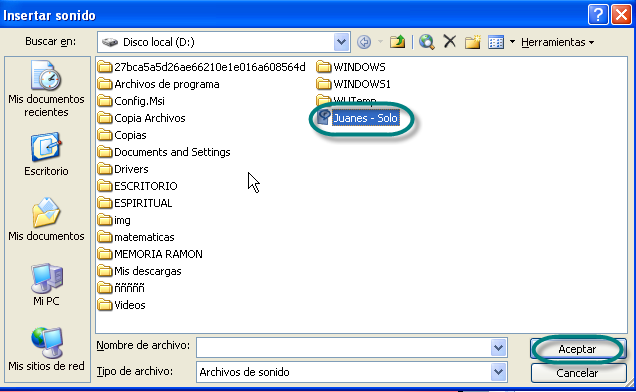 Insertar sonido
Buscar en:
Disco local (D:)
Herramientas
Mis documentos
recientes
Escritorio
Mis documentos
Mi PC
Mis sitios de red
27bca5a5d26ae66210e1e016a608564d
Archivos de programa
Config.Msi
Copia Archivos
Copias
Documents and Settings
Drivers
ESCRITORIO
ESPIRITUAL
img
matematicas
MEMORIA RAMON
Mis descargas
ñññññ
Videos
WINDOWS
WINDOWS1
WUTemp
Juanes - Solo
Nombre de archivo:
Aceptar
Tipo de archivo:
Archivos de sonido
Cancelar